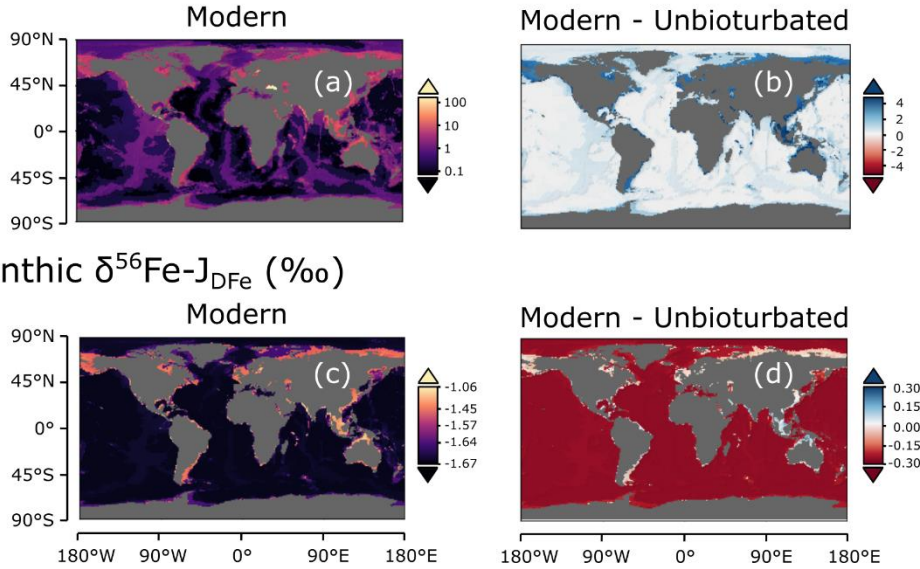 Modern
Modern - Unbioturbated
90°N
45°N
0°
45°S
90°S
(a)
100
10
1
0.1
(b)
4
2
0
-2
-4
nthic δ⁵⁶Fe-J_DFe (‰)
Modern
Modern - Unbioturbated
90°N
45°N
0°
45°S
90°S
(c)
-1.06
-1.45
-1.57
-1.64
-1.67
(d)
0.30
0.15
0.00
-0.15
-0.30
180°W 90°W 0° 90°E 180°E
180°W 90°W 0° 90°E 180°E